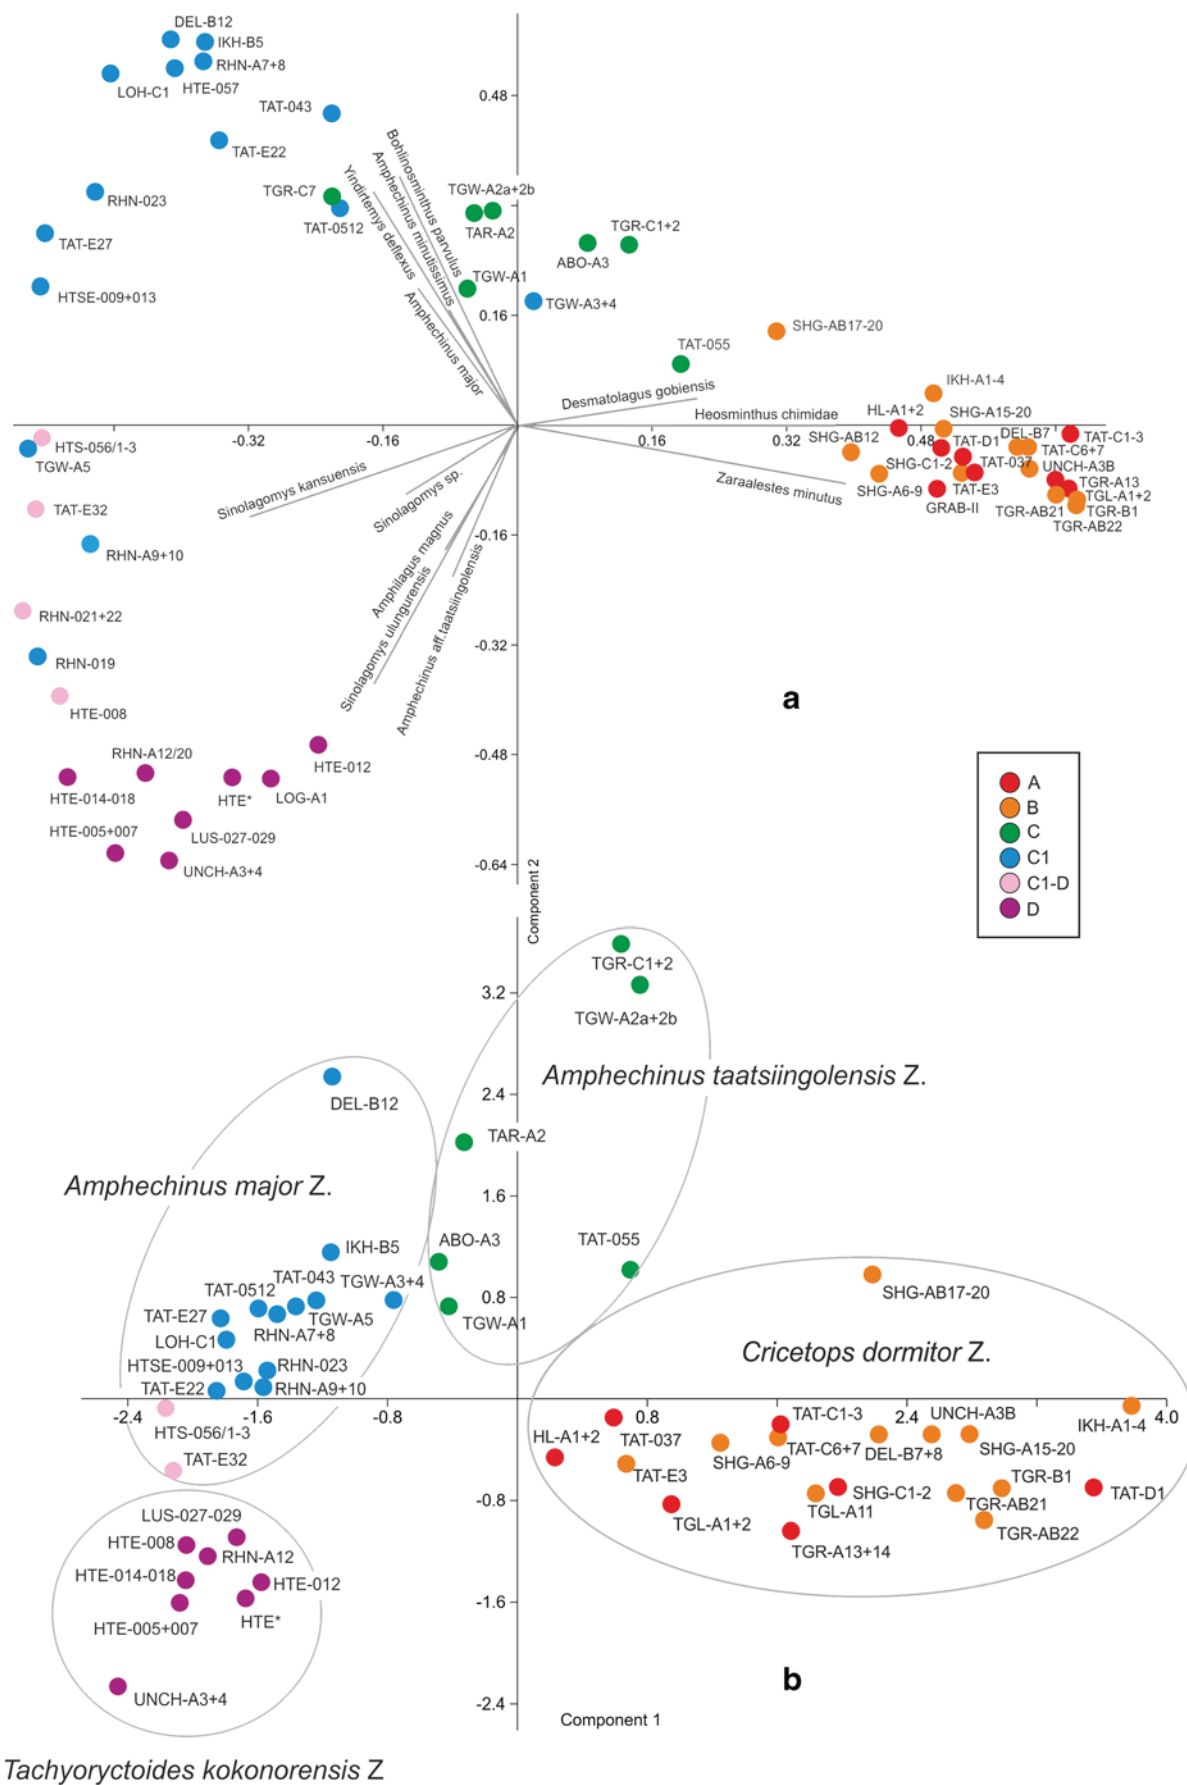 DEL-B12
IKH-B5
RHN-A7+8
LOH-C1
HTE-057
0.48
TAT-043
TAT-E22
Bohlinosminthus parvulus
Amphechinus minutissimus
Yindirtemys deflexus
Amphechinus major
TGR-C7
TGW-A2a+2b
RHN-023
TAT-0512
TAR-A2
TGR-C1+2
TAT-E27
ABO-A3
TGW-A1
HTSE-009+013
TGW-A3+4
0.16
SHG-AB17-20
TAT-055
IKH-A1-4
Desmatolagus gobiensis
Heosminthus chimidae
HL-A1+2
SHG-A15-20
-0.32
-0.16
0.16
0.32
0.48
SHG-AB12
DEL-B7
TAT-C1-3
HTS-056/1-3
TAT-D1
TAT-C6+7
TGW-A5
SHG-C1-2
TAT-037
UNCH-A3B
Sinolagomys kansuensis
Sinolagomys sp.
Zaraalestes minutus
SHG-A6-9
TAT-E3
TGR-A13
TGL-A1+2
TAT-E32
GRAB-II
TGR-AB21
TGR-B1
TGR-AB22
-0.16
RHN-A9+10
Amphilagus magnus
Sinolagomys ulungurensis
Amphechinus aff.taatsiingolensis
RHN-021+22
-0.32
RHN-019
HTE-008
a
-0.48
RHN-A12/20
HTE-012
HTE-014-018
HTE*
LOG-A1
HTE-005+007
LUS-027-029
UNCH-A3+4
-0.64
A
B
C
C1
C1-D
D
Component 2
TGR-C1+2
3.2
TGW-A2a+2b
Amphechinus taatsiingolensis Z.
2.4
DEL-B12
TAR-A2
Amphechinus major Z.
1.6
ABO-A3
TAT-055
IKH-B5
TAT-043
TGW-A3+4
TAT-0512
0.8
SHG-AB17-20
TAT-E27
TGW-A5
TGW-A1
LOH-C1
RHN-A7+8
Cricetops dormitor Z.
HTSE-009+013
RHN-023
TAT-E22
RHN-A9+10
-2.4
-1.6
-0.8
0.8
2.4
4.0
TAT-C1-3
UNCH-A3B
IKH-A1-4
HTS-056/1-3
HL-A1+2
TAT-037
TAT-C6+7
DEL-B7+8
SHG-A15-20
TAT-E32
TAT-E3
SHG-A6-9
TGR-B1
SHG-C1-2
TAT-D1
-0.8
TGL-A11
TGR-AB21
TGL-A1+2
TGR-AB22
LUS-027-029
HTE-008
TGR-A13+14
RHN-A12
HTE-014-018
HTE-012
-1.6
HTE-005+007
HTE*
b
UNCH-A3+4
-2.4
Component 1
Tachyoryctoides kokonorensis Z